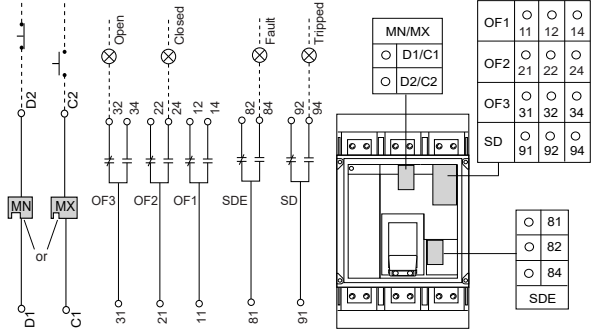 Open
Closed
Fault
Tripped
D2
C2
32
34
22
24
12
14
82
84
92
94
MN
MX
or
OF3
OF2
OF1
SDE
SD
D1
C1
31
21
11
81
91
MN/MX
D1/C1
D2/C2
OF1
11 12 14
OF2
21 22 24
OF3
31 32 34
SD
91 92 94
81
82
84
SDE